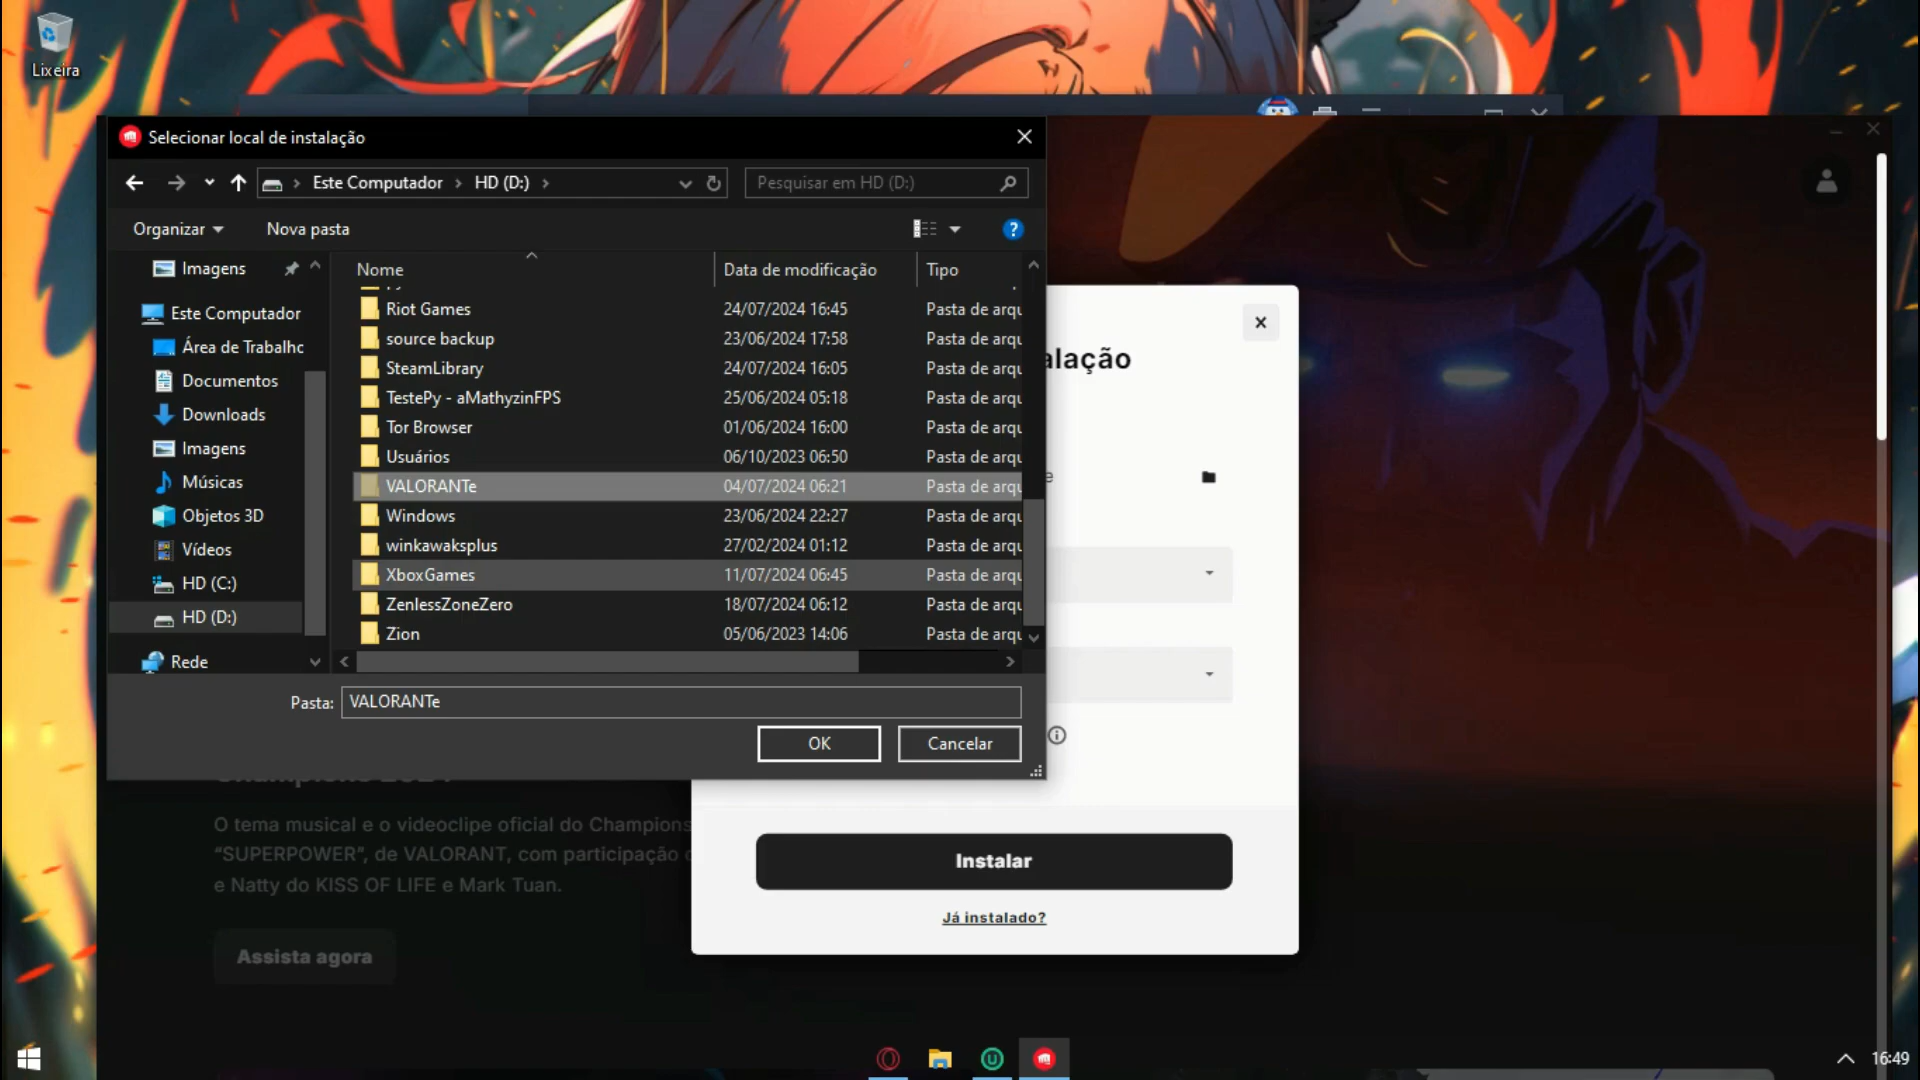 Lixeira
Selecionar local de instalação
Este Computador > HD (D:) >
Pesquisar em HD (D:)
Organizar
Nova pasta
?
Nome
Data de modificação
Tipo
Imagens
Este Computador
Área de Trabalho
Documentos
Downloads
Imagens
Músicas
Objetos 3D
Vídeos
HD (C:)
HD (D:)
Rede
Riot Games 24/07/2024 16:45 Pasta de arqu
source backup 23/06/2024 17:58 Pasta de arqu
SteamLibrary 24/07/2024 16:05 Pasta de arqu
TestePy - aMathyzinFPS 25/06/2024 05:18 Pasta de arqu
Tor Browser 01/06/2024 16:00 Pasta de arqu
Usuários 06/10/2023 06:50 Pasta de arqu
VALORANTe 04/07/2024 06:21 Pasta de arqu
Windows 23/06/2024 22:27 Pasta de arqu
winkawaksplus 27/02/2024 01:12 Pasta de arqu
XboxGames 11/07/2024 06:45 Pasta de arqu
ZenlessZoneZero 18/07/2024 06:12 Pasta de arqu
Zion 05/06/2023 14:06 Pasta de arqu
Pasta: VALORANTe
OK
Cancelar
alação
e
Instalar
Já instalado?
Champions 2024
O tema musical e o videoclipe oficial do Champions
“SUPERPOWER”, de VALORANT, com participação
e Natty do KISS OF LIFE e Mark Tuan.
Assista agora
16:49